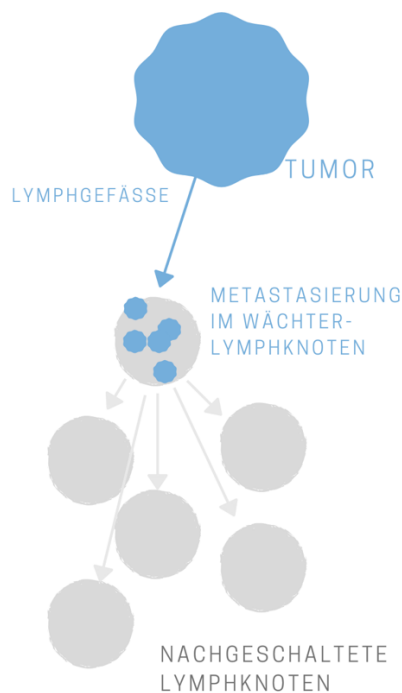 TUMOR
LYMPHGEFÄSSE
METASTASIERUNG
IM WÄCHTER-
LYMPHKNOTEN
NACHGESCHALTETE
LYMPHKNOTEN